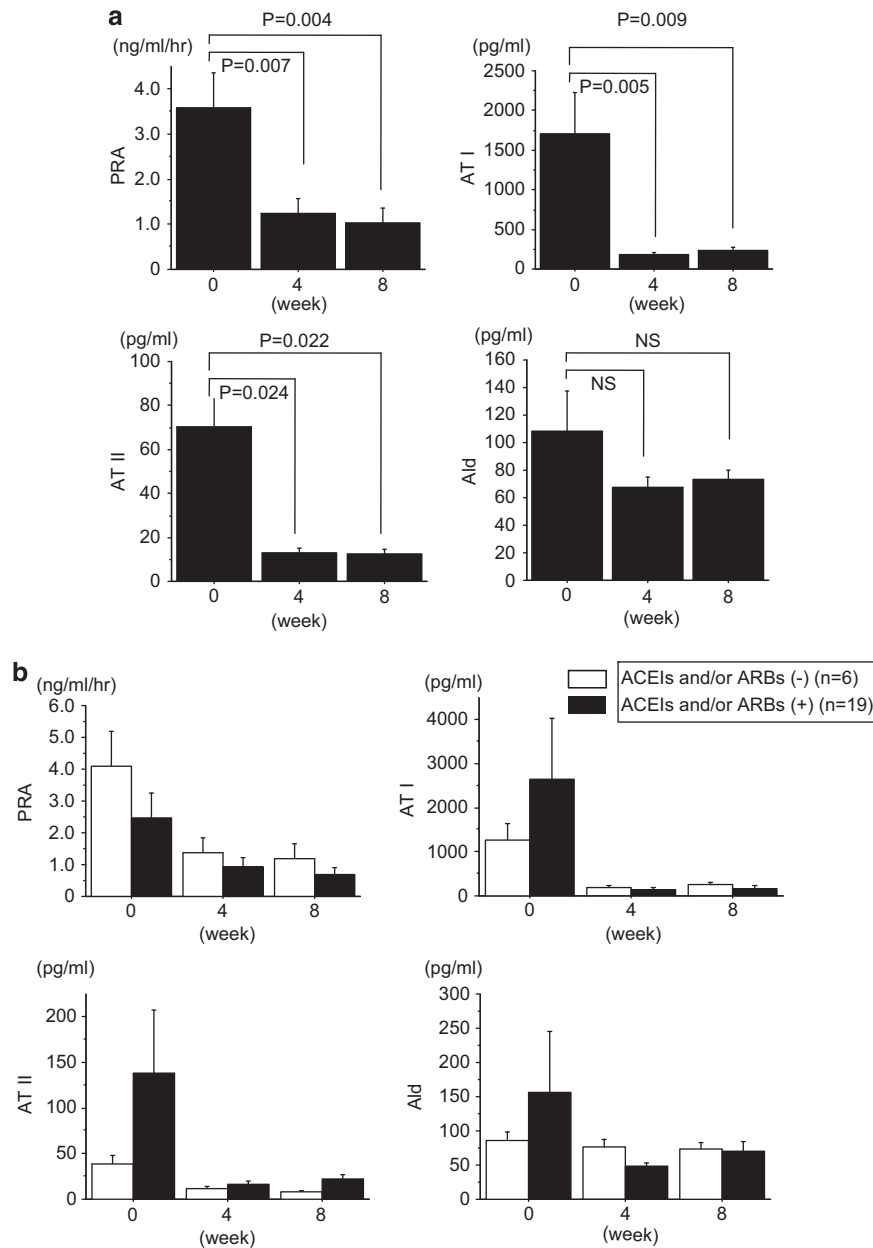 a
P=0.004
(ng/ml/hr)
P=0.007
4.0
3.0
2.0
1.0
0
PRA
0 4 8
(week)
P=0.009
(pg/ml)
P=0.005
2500
2000
1500
1000
500
0
AT I
0 4 8
(week)
(pg/ml)
P=0.022
P=0.024
100
80
60
40
20
0
AT II
0 4 8
(week)
(pg/ml)
NS
NS
160
140
120
100
80
60
40
20
0
Ald
0 4 8
(week)
b
(ng/ml/hr)
6.0
5.0
4.0
3.0
2.0
1.0
0
PRA
0 4 8
(week)
(pg/ml)
ACEIs and/or ARBs (-) (n=6)
ACEIs and/or ARBs (+) (n=19)
4000
3000
2000
1000
0
AT I
0 4 8
(week)
(pg/ml)
200
150
100
50
0
AT II
0 4 8
(week)
(pg/ml)
300
250
200
150
100
50
0
Ald
0 4 8
(week)